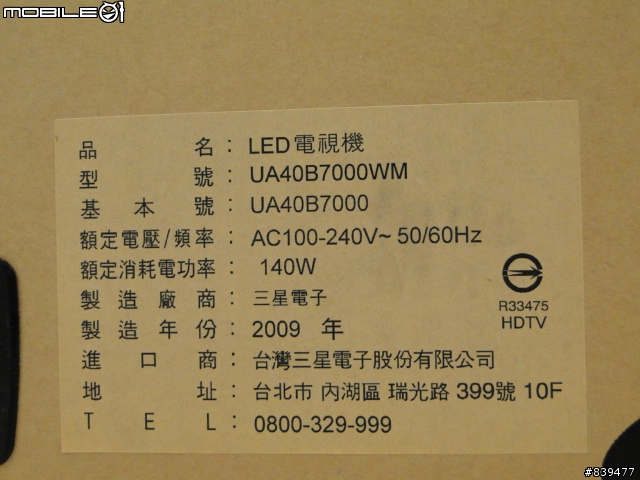 MOBILE01
品 名：LED 電視機
型 號：UA40B7000WM
基 本 號：UA40B7000
額定電壓/頻率：AC100-240V~ 50/60Hz
額定消耗電功率：140W
製 造 廠 商：三星電子
製 造 年 份：2009 年
進 口 商：台灣三星電子股份有限公司
地 址：台北市 內湖區 瑞光路 399號 10F
T E L：0800-329-999
R33475
HDTV
#839477